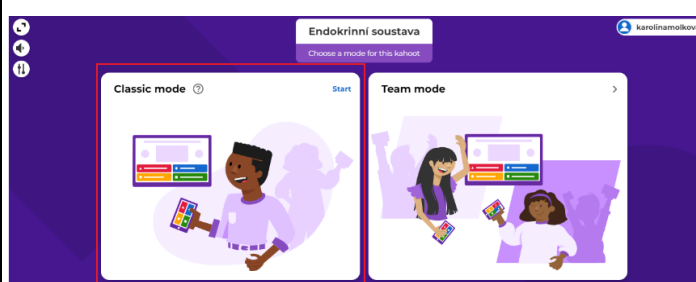 Endokrinní soustava
Choose a mode for this kahoot
karolinamolkov
Classic mode
Start
Team mode